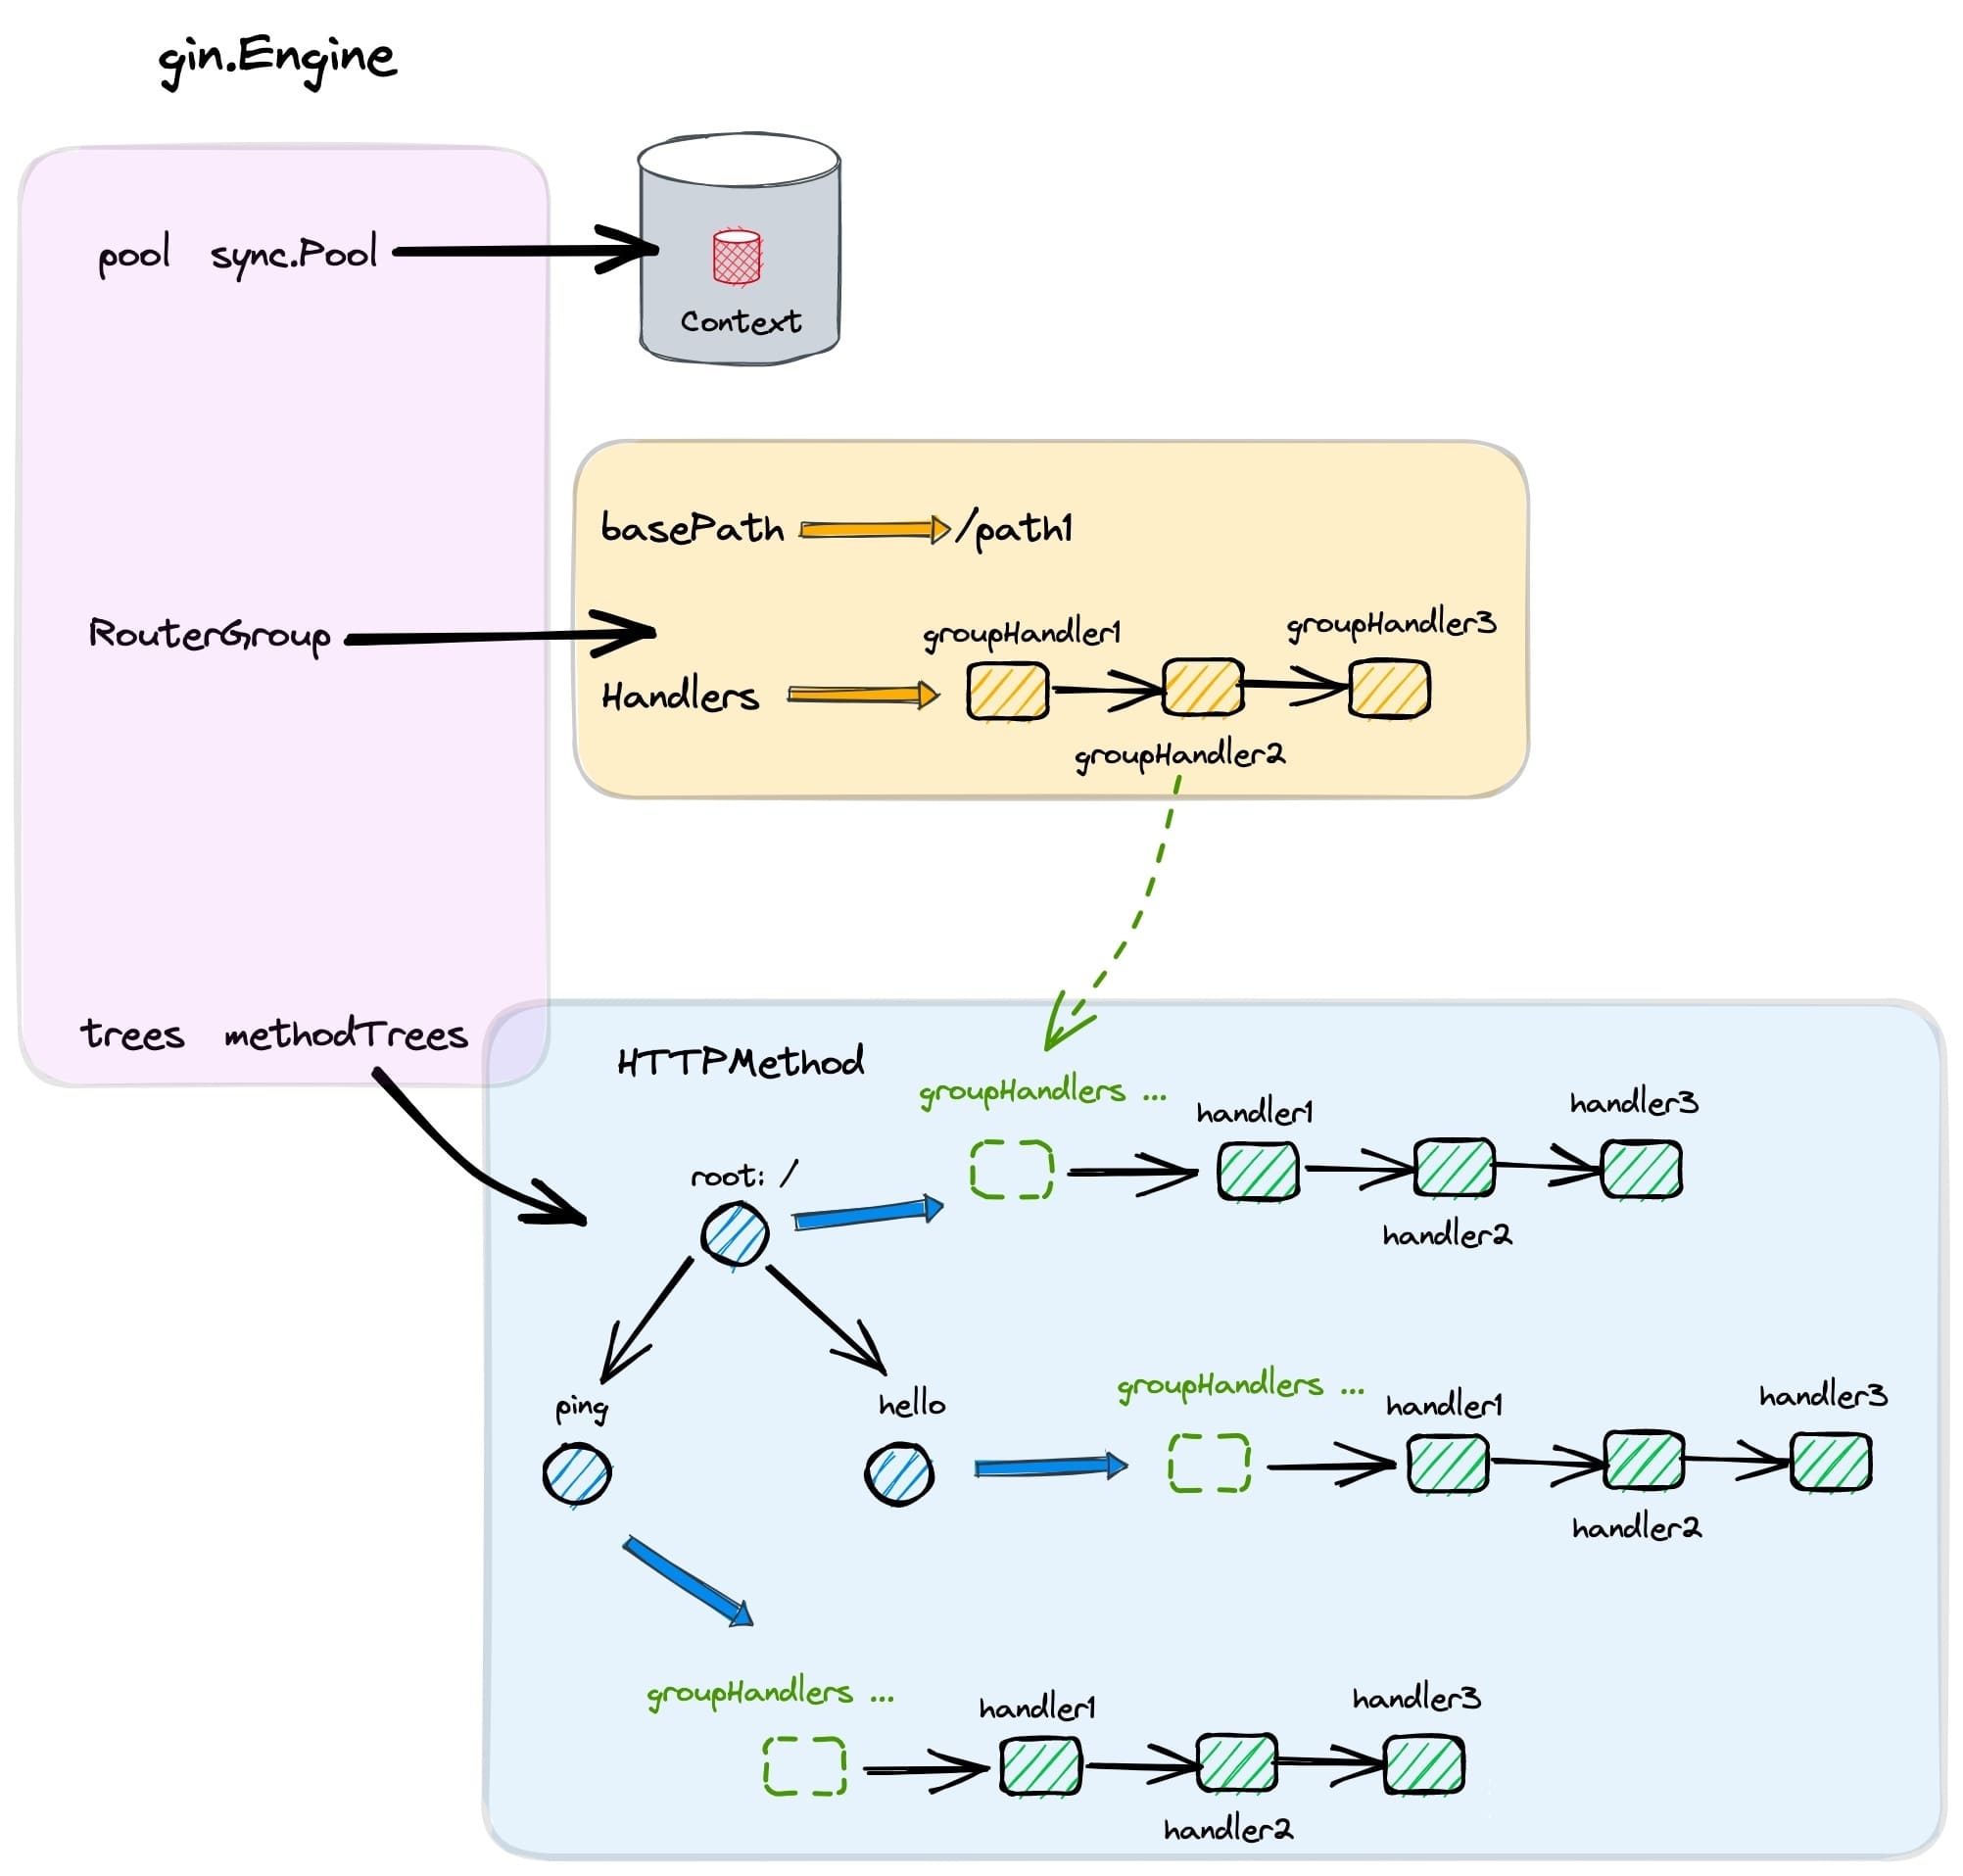 gin.Engine
pool sync.Pool
Context
basePath /path1
RouterGroup
groupHandler1
groupHandler3
Handlers
groupHandler2
trees methodTrees
HTTPMethod
groupHandlers ...
handler1
handler3
root: /
handler2
ping
hello
groupHandlers ...
handler1
handler3
handler2
groupHandlers ...
handler1
handler3
handler2